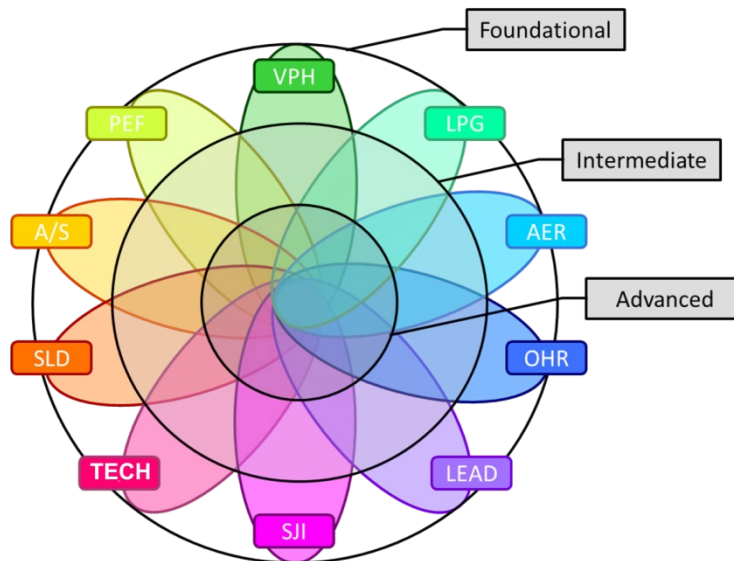 Foundational
VPH
PEF
LPG
Intermediate
A/S
AER
Advanced
SLD
OHR
TECH
LEAD
SJI